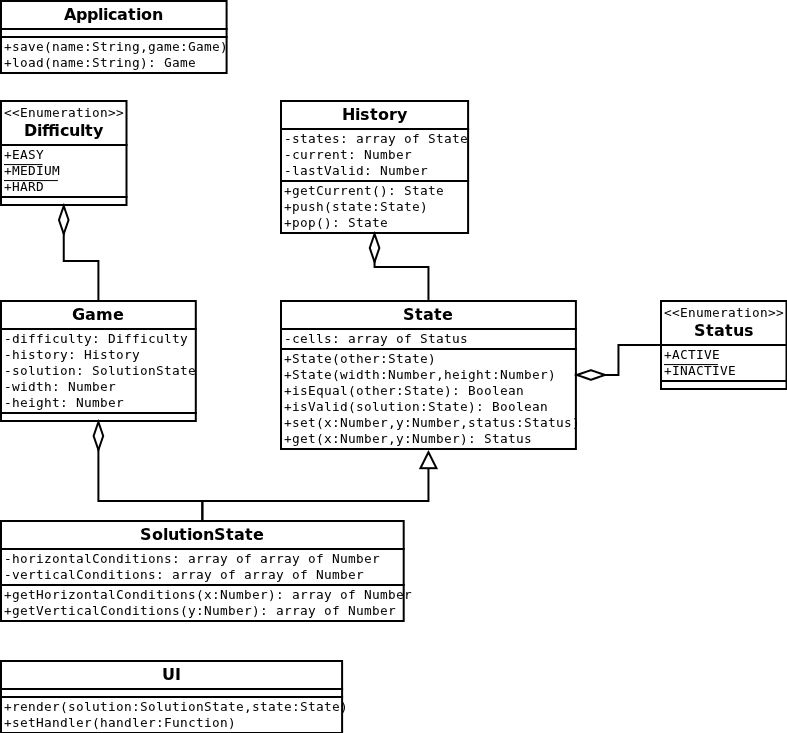 Application
+save(name:String,game:Game)
+load(name:String): Game
<<Enumeration>>
Difficulty
+EASY
+MEDIUM
+HARD
History
-states: array of State
-current: Number
-lastValid: Number
+getCurrent(): State
+push(state:State)
+pop(): State
Game
-difficulty: Difficulty
-history: History
-solution: SolutionState
-width: Number
-height: Number
State
-cells: array of Status
+State(other:State)
+State(width:Number,height:Number)
+isEqual(other:State): Boolean
+isValid(solution:State): Boolean
+set(x:Number,y:Number,status:Status)
+get(x:Number,y:Number): Status
<<Enumeration>>
Status
+ACTIVE
+INACTIVE
SolutionState
-horizontalConditions: array of array of Number
-verticalConditions: array of array of Number
+getHorizontalConditions(x:Number): array of Number
+getVerticalConditions(y:Number): array of Number
UI
+render(solution:SolutionState,state:State)
+setHandler(handler:Function)